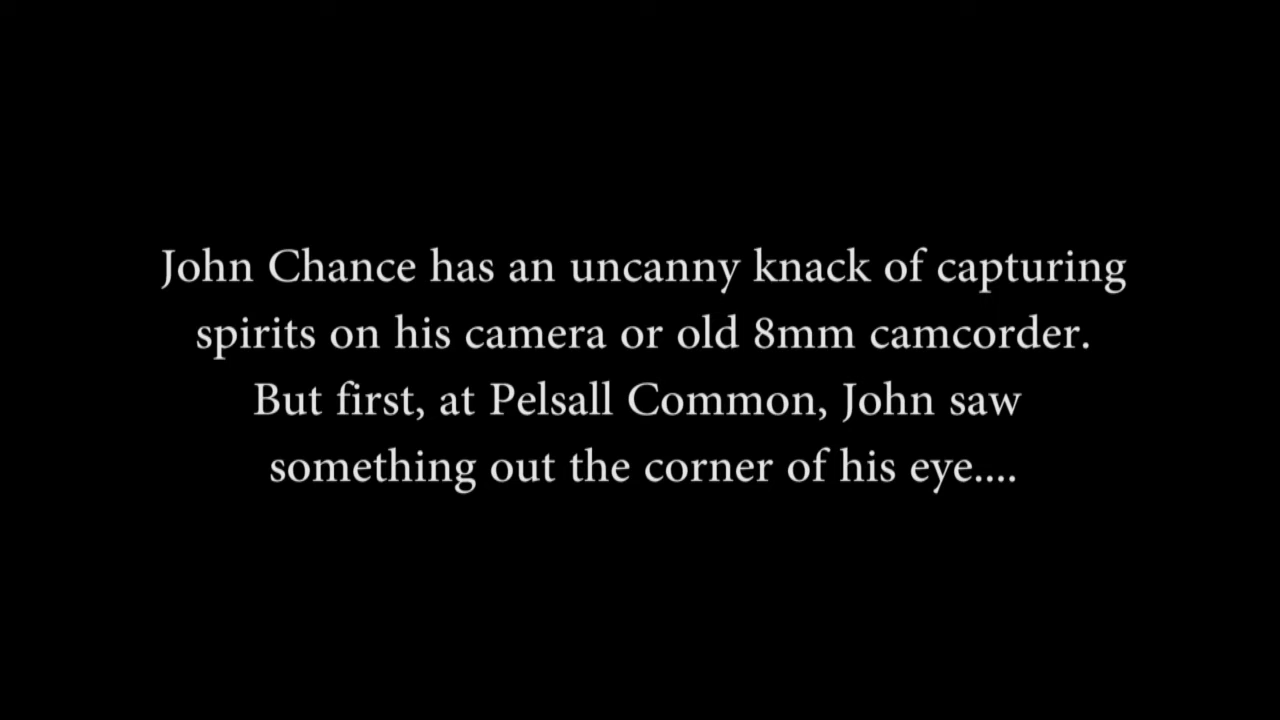 John Chance has an uncanny knack of capturing
spirits on his camera or old 8mm camcorder.
But first, at Pelsall Common, John saw
something out the corner of his eye....